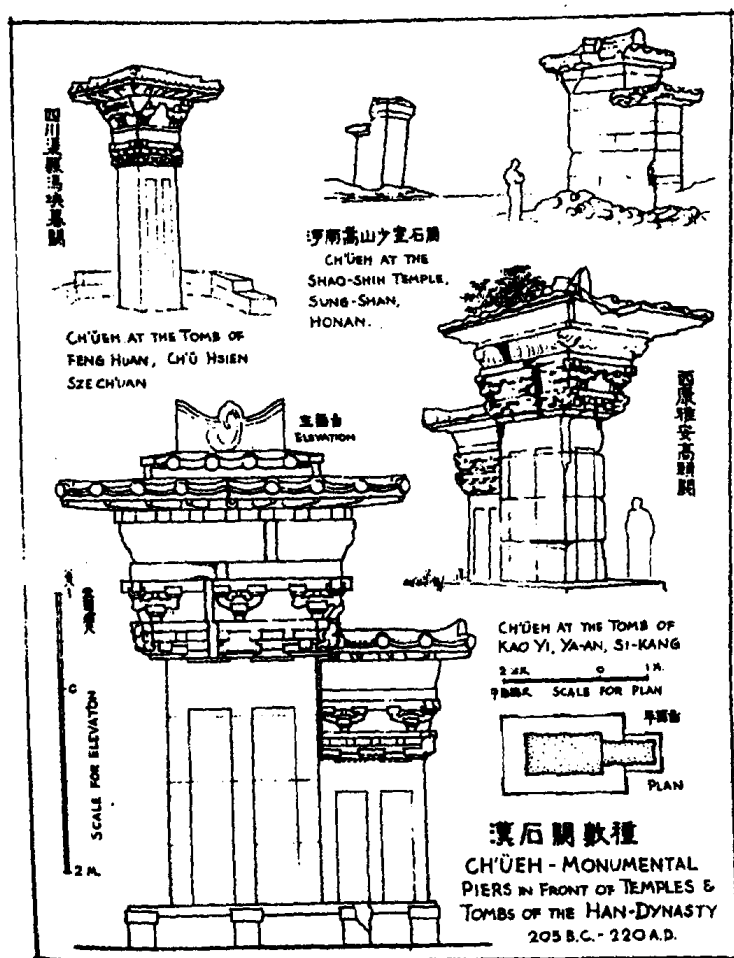 四川渠縣馮煥墓闕
CH'ÜEH AT THE TOMB OF
FENG HUAN, CH'Ü HSIEN
SZECH'UAN
河南嵩山少室石闕
CH'ÜEH AT THE
SHAO-SHIH TEMPLE,
SUNG-SHAN,
HONAN.
西康雅安高頤闕
CH'ÜEH AT THE TOMB OF
KAO YI, YA-AN, SI-KANG
ELEVATION
0
SCALE FOR ELEVATION
2 M.
0
SCALE FOR PLAN
平面圖
PLAN
漢石闕數種
CH'ÜEH - MONUMENTAL
PIERS IN FRONT OF TEMPLES &
TOMBS OF THE HAN-DYNASTY
205 B.C. - 220 A.D.